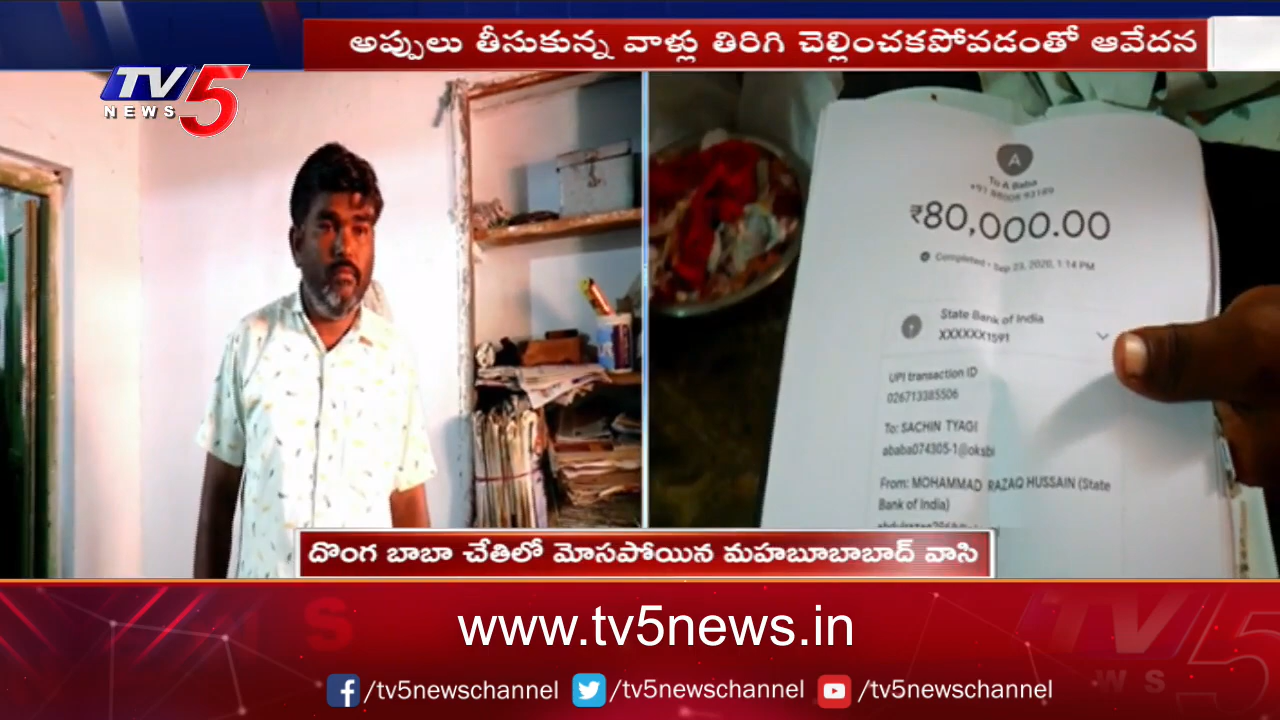 అప్పులు తీసుకున్న వాళ్లు తిరిగి చెల్లించకపోవడంతో ఆవేదన
TV5
NEWS
A
To A Baba
₹80,000.00
Completed • Sep 23, 2020, 1:14 PM
State Bank of India
XXXXXX1591
UPI transaction ID
026713385506
To: SACHIN TYAGI
ababa074305-1@oksbi
From: MOHAMMAD RAZAQ HUSSAIN (State
Bank of India)
దొంగ బాబా చేతిలో మోసపోయిన మహబూబాబాద్ వాసి
www.tv5news.in
/tv5newschannel
/tv5newschannel
/tv5newschannel